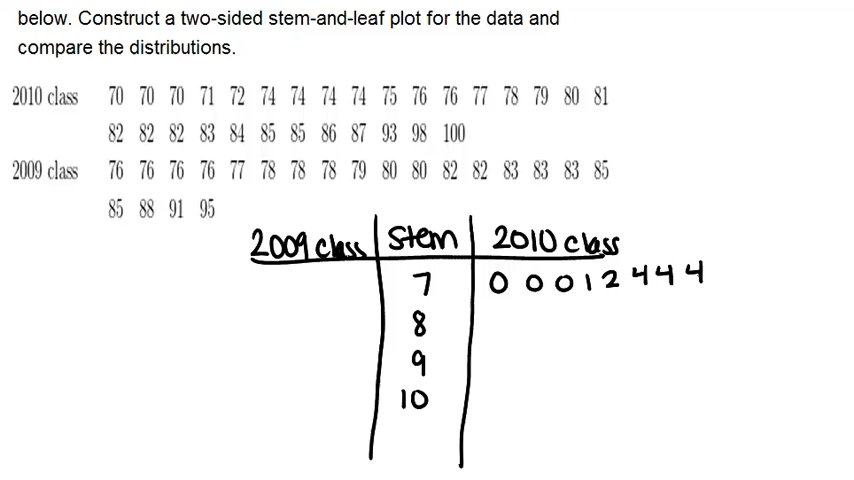 below. Construct a two-sided stem-and-leaf plot for the data and
compare the distributions.
2010 class 70 70 70 71 72 74 74 74 74 75 76 76 77 78 79 80 81
82 82 82 83 84 85 85 86 87 93 98 100
2009 class 76 76 76 76 77 78 78 78 79 80 80 82 82 83 83 83 85
85 88 91 95
2009 class stem 2010 class
7 0 0 0 1 2 4 4 4
8
9
10